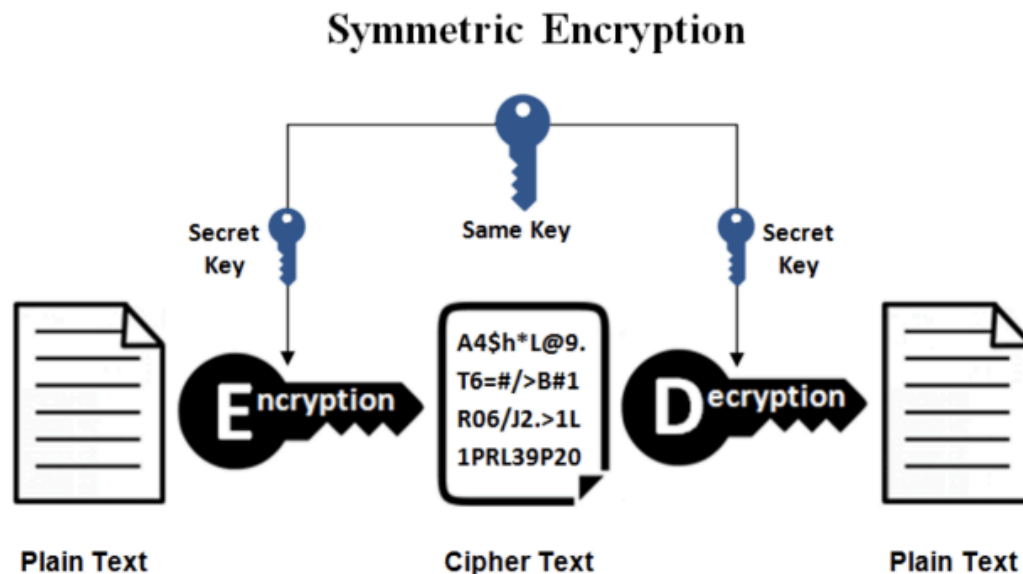 Symmetric Encryption
Same Key
Secret
Key
Secret
Key
Encryption
A4$h*L@9.
T6=#/>B#1
R06/J2.>1L
1PRL39P20
Decryption
Plain Text
Cipher Text
Plain Text